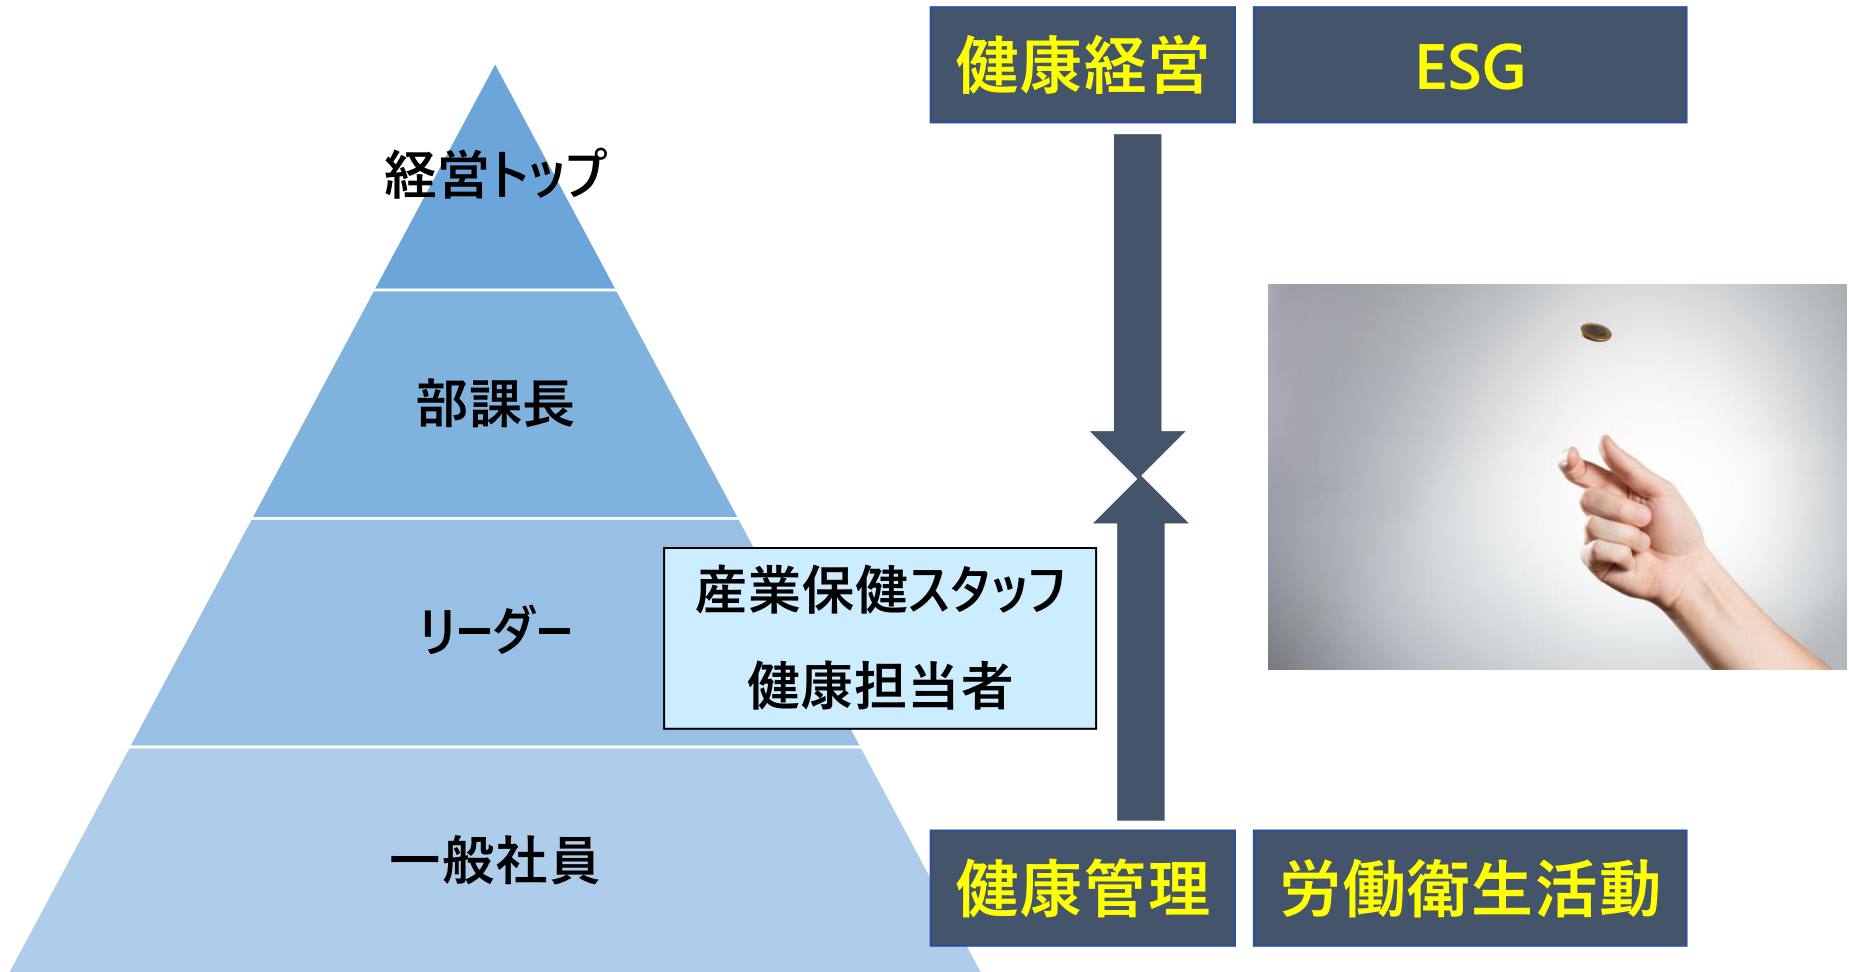 健康経営
ESG
経営トップ
部課長
リーダー
産業保健スタッフ
健康担当者
一般社員
健康管理
労働衛生活動